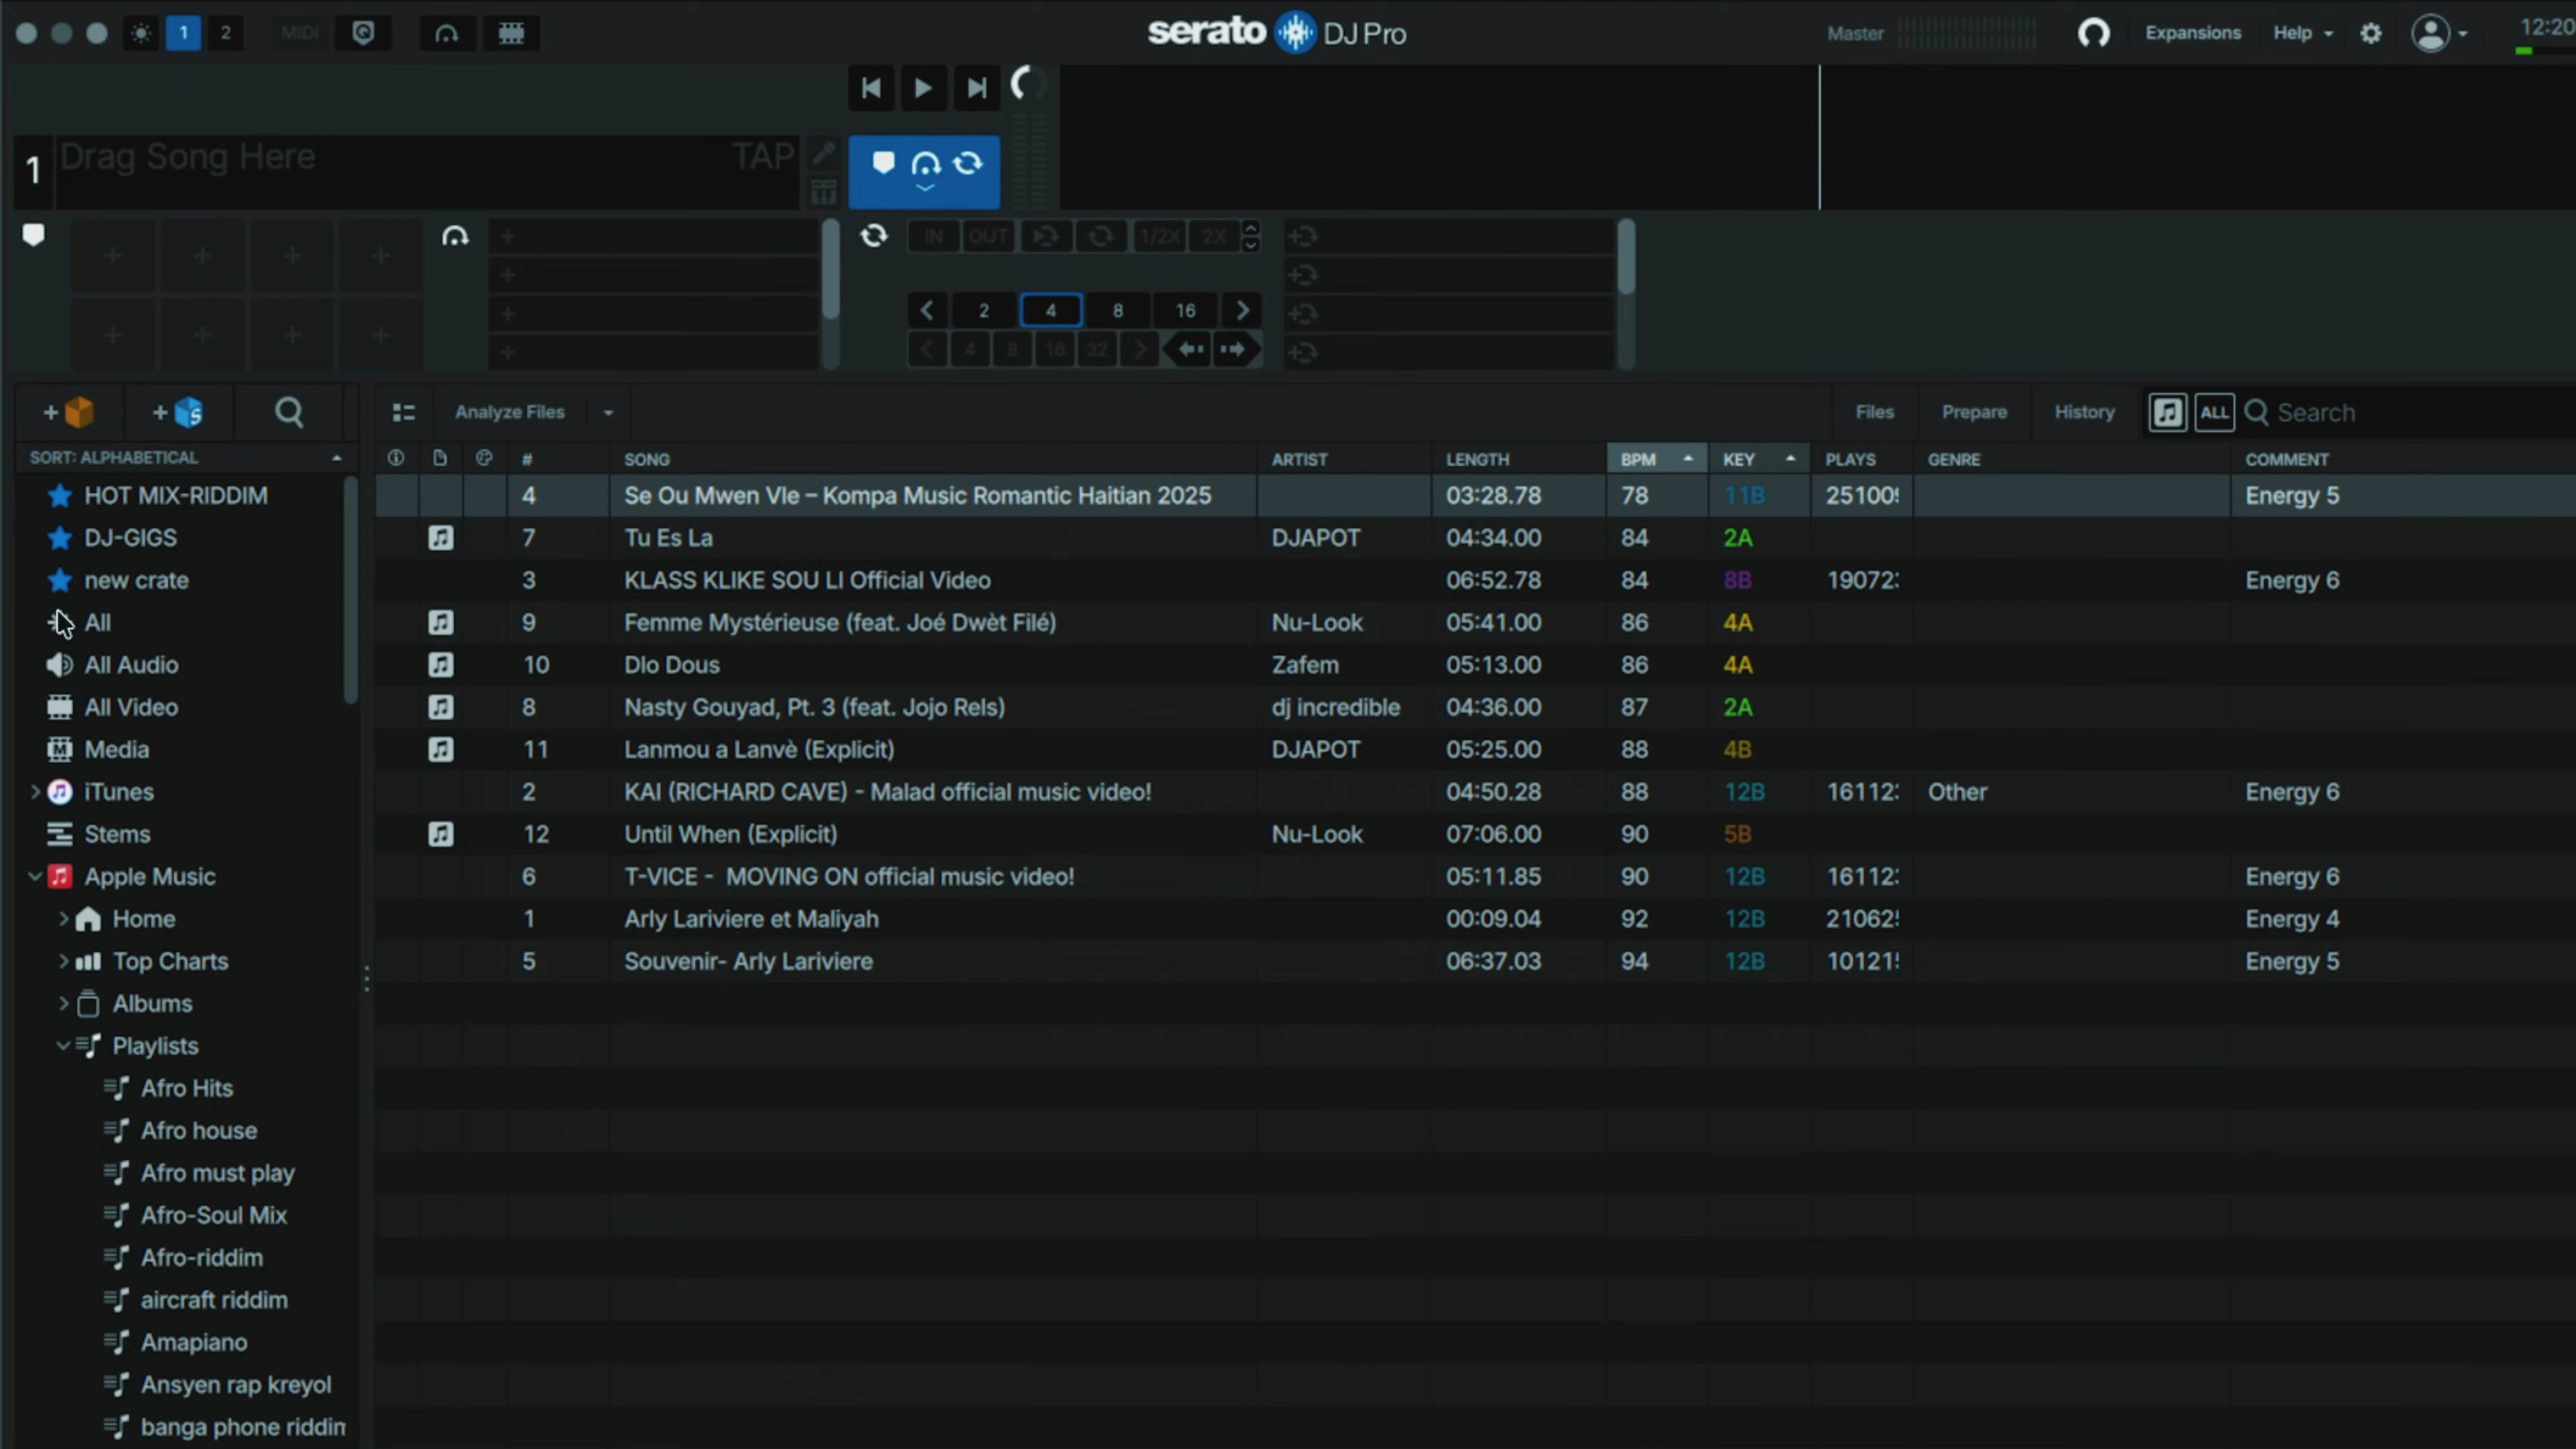 1 2 MIDI serato DJ Pro Master Expansions Help 12:20
1 Drag Song Here TAP
IN OUT 1/2X 2X
2 4 8 16
4 8 16 32
Analyze Files Files Prepare History ALL Search
SORT: ALPHABETICAL # SONG ARTIST LENGTH BPM KEY PLAYS GENRE COMMENT
HOT MIX-RIDDIM
DJ-GIGS
new crate
All
All Audio
All Video
Media
iTunes
Stems
Apple Music
Home
Top Charts
Albums
Playlists
Afro Hits
Afro house
Afro must play
Afro-Soul Mix
Afro-riddim
aircraft riddim
Amapiano
Ansyen rap kreyol
banga phone riddim
4 Se Ou Mwen Vle – Kompa Music Romantic Haitian 2025 03:28.78 78 11B 251009 Energy 5
7 Tu Es La DJAPOT 04:34.00 84 2A
3 KLASS KLIKE SOU LI Official Video 06:52.78 84 8B 19072 Energy 6
9 Femme Mystérieuse (feat. Joé Dwèt Filé) Nu-Look 05:41.00 86 4A
10 Dlo Dous Zafem 05:13.00 86 4A
8 Nasty Gouyad, Pt. 3 (feat. Jojo Rels) dj incredible 04:36.00 87 2A
11 Lanmou a Lanvè (Explicit) DJAPOT 05:25.00 88 4B
2 KAI (RICHARD CAVE) - Malad official music video! 04:50.28 88 12B 16112 Other Energy 6
12 Until When (Explicit) Nu-Look 07:06.00 90 5B
6 T-VICE - MOVING ON official music video! 05:11.85 90 12B 16112 Energy 6
1 Arly Lariviere et Maliyah 00:09.04 92 12B 21062 Energy 4
5 Souvenir- Arly Lariviere 06:37.03 94 12B 10121 Energy 5